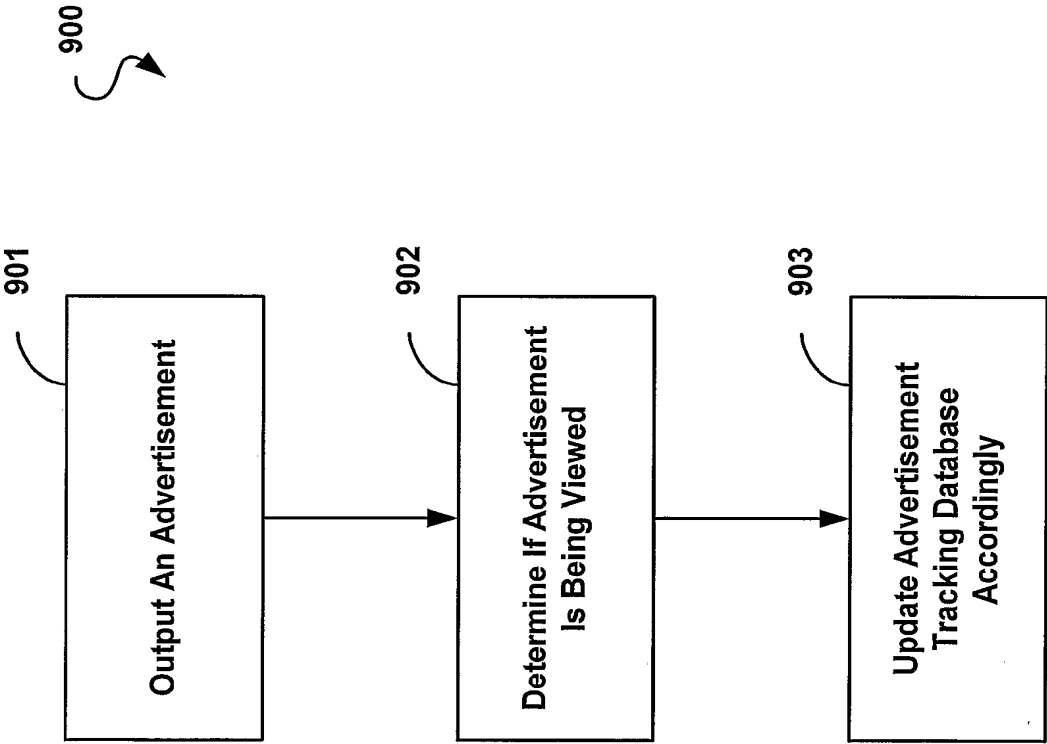 900
901
Output An Advertisement
902
Determine If Advertisement
Is Being Viewed
903
Update Advertisement
Tracking Database
Accordingly